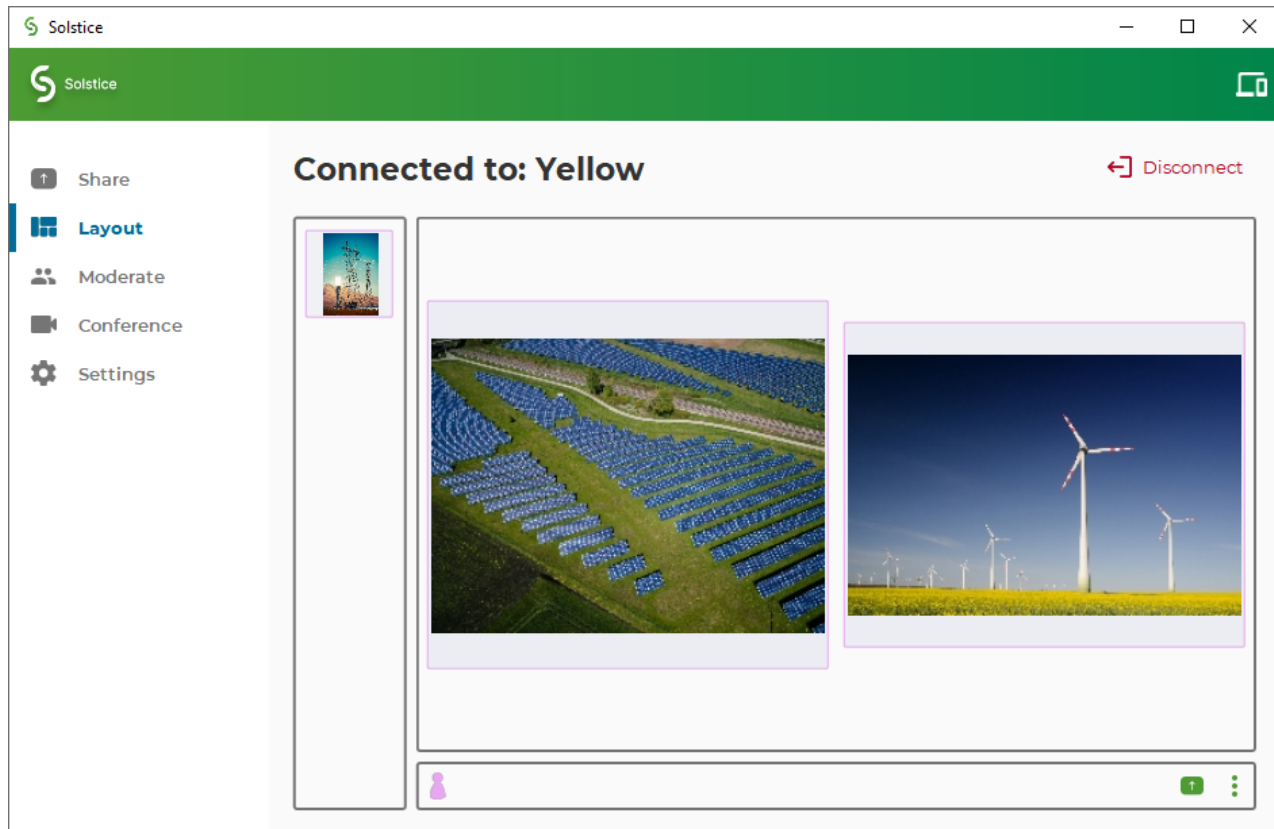 Solstice
Solstice
Share
Layout
Moderate
Conference
Settings
Connected to: Yellow
Disconnect